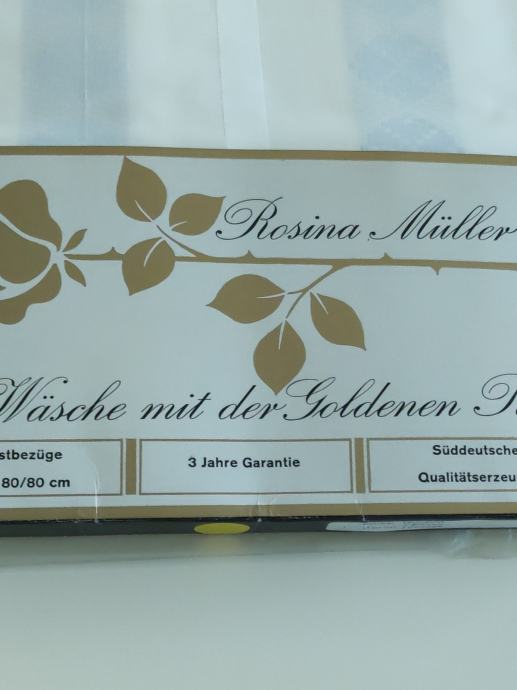 Rosina Müller
Wäsche mit der Goldenen
stbezüge
80/80 cm
3 Jahre Garantie
Süddeutsche
Qualitätserzeu